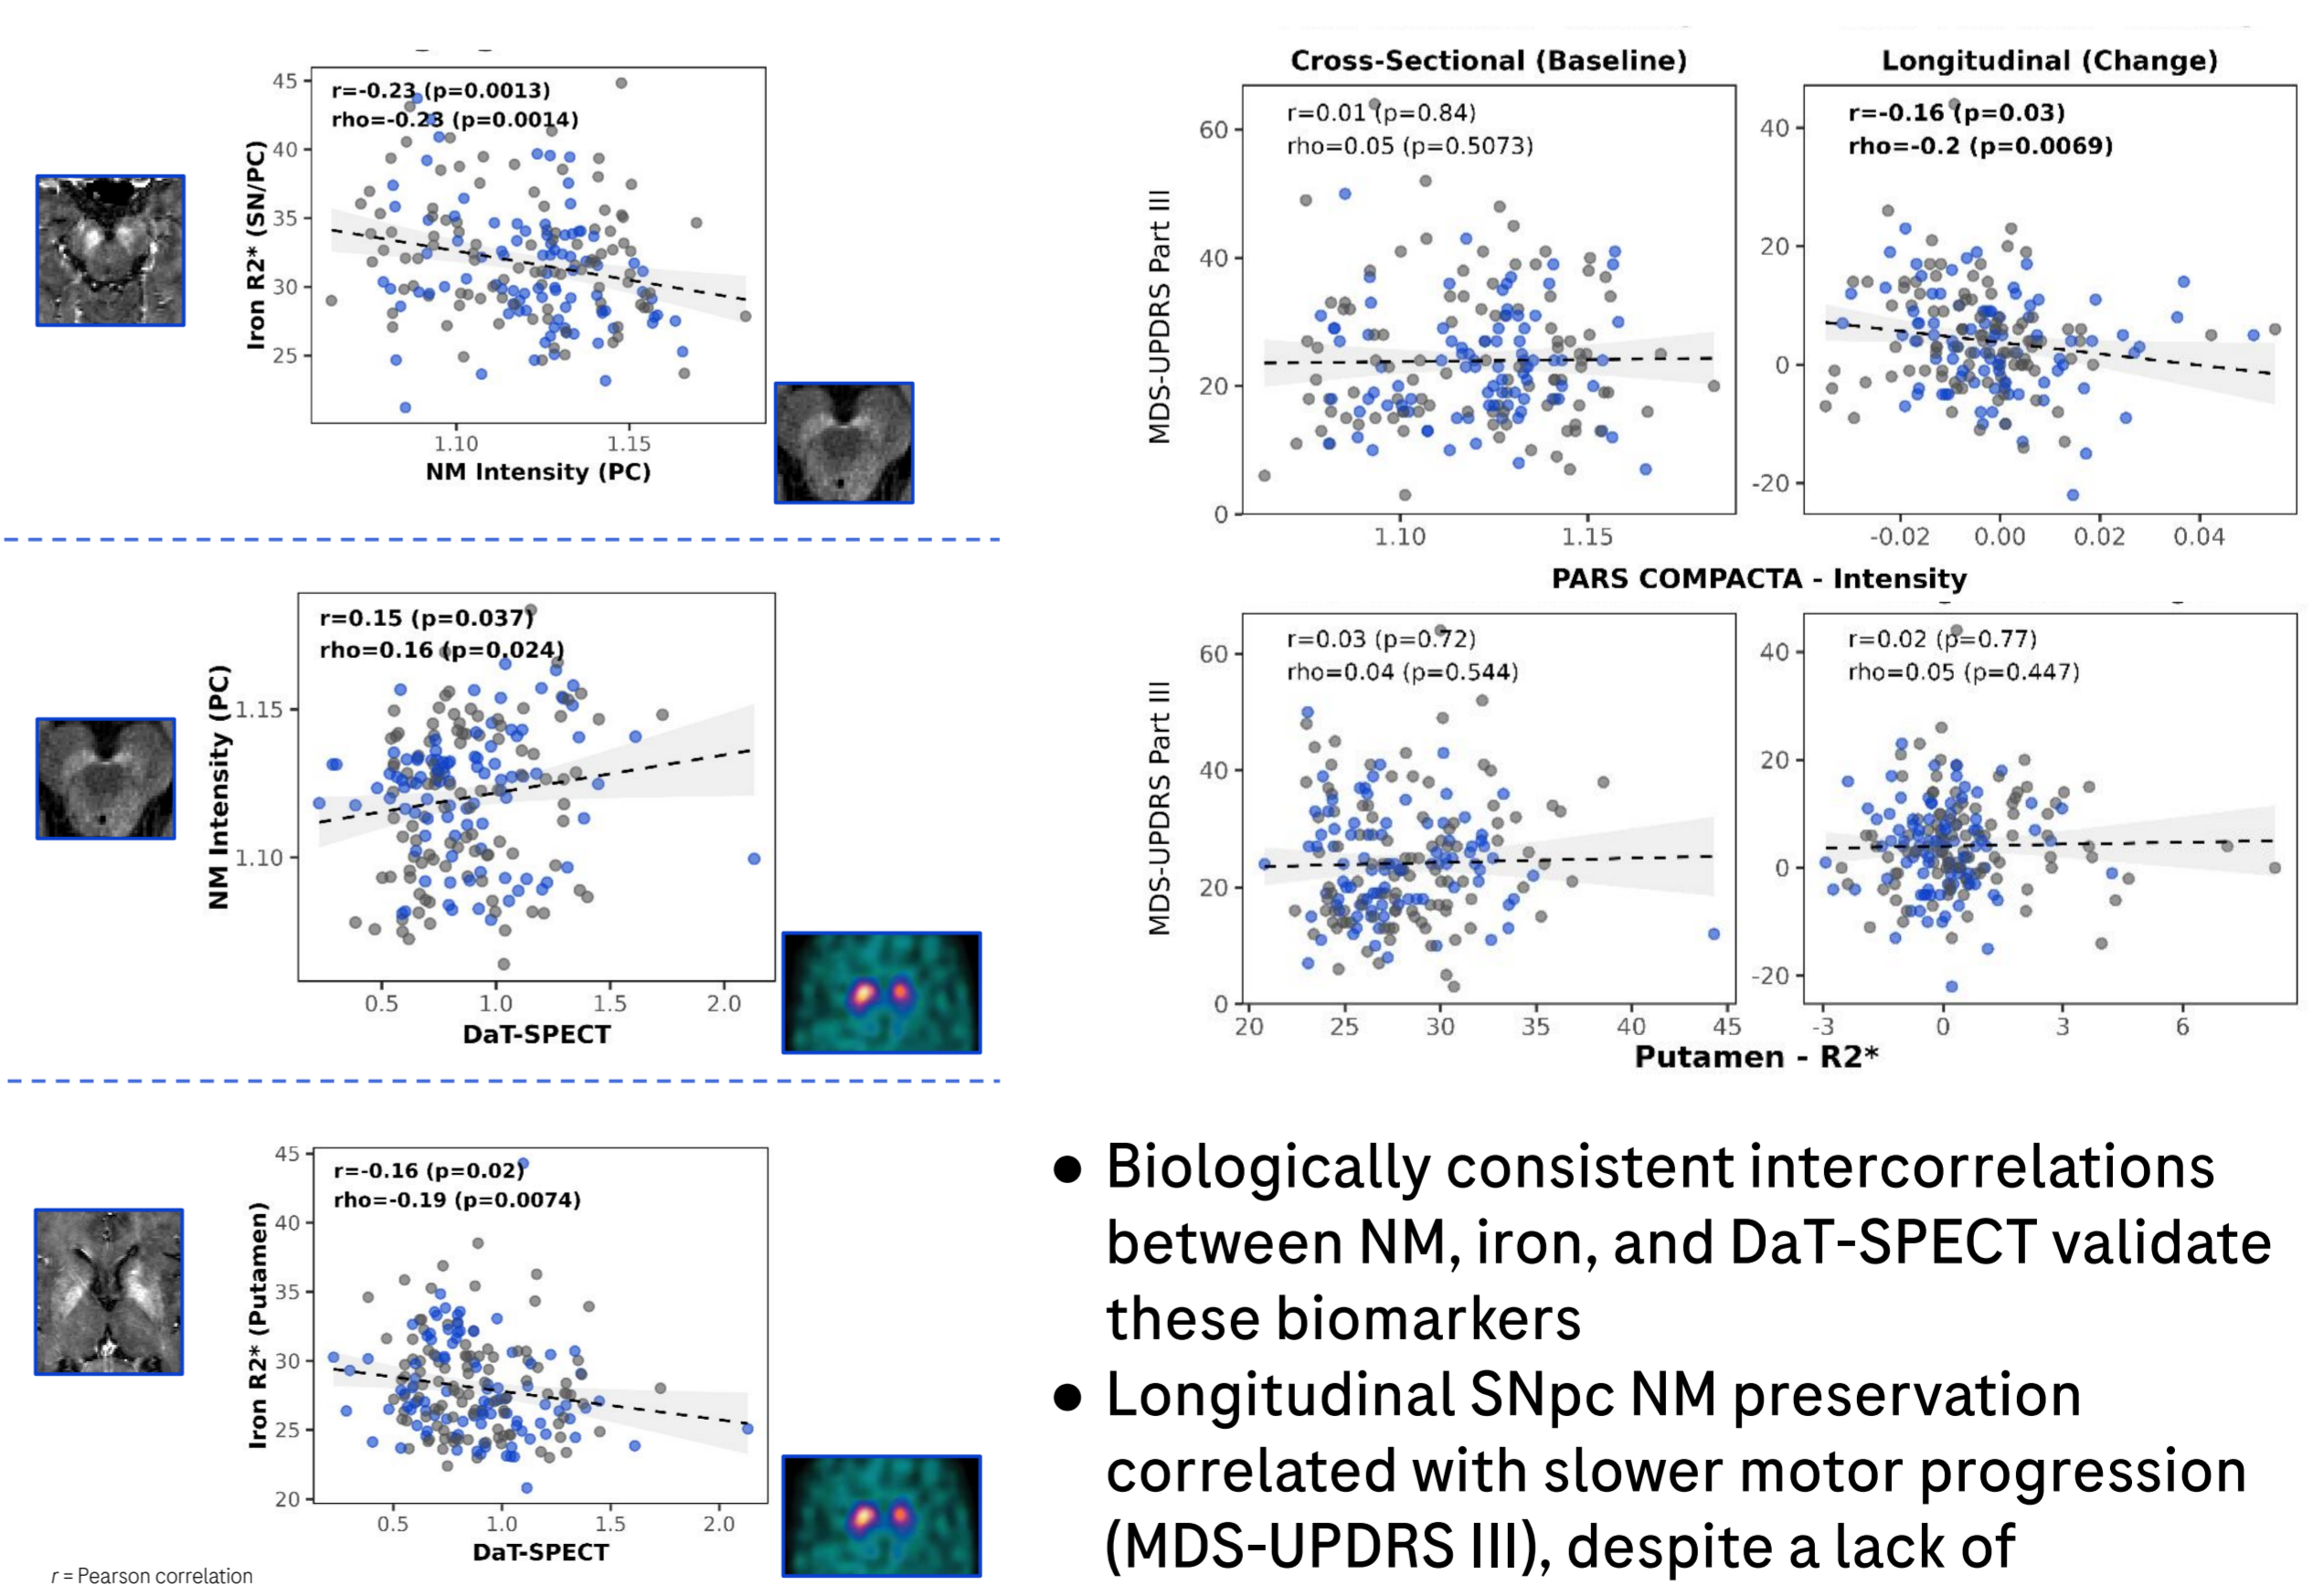 r=-0.23 (p=0.0013)
rho=-0.23 (p=0.0014)
45
40
35
30
25
Iron R2* (SN/PC)
1.10
1.15
NM Intensity (PC)
r=0.15 (p=0.037)
rho=0.16 (p=0.024)
1.15
1.10
NM Intensity (PC)
0.5
1.0
1.5
2.0
DaT-SPECT
r=-0.16 (p=0.02)
rho=-0.19 (p=0.0074)
45
40
35
30
25
20
Iron R2* (Putamen)
0.5
1.0
1.5
2.0
DaT-SPECT
r = Pearson correlation
Cross-Sectional (Baseline)
r=0.01 (p=0.84)
rho=0.05 (p=0.5073)
60
40
20
0
MDS-UPDRS Part III
1.10
1.15
Longitudinal (Change)
r=-0.16 (p=0.03)
rho=-0.2 (p=0.0069)
40
20
0
-20
-0.02
0.00
0.02
0.04
PARS COMPACTA - Intensity
r=0.03 (p=0.72)
rho=0.04 (p=0.544)
60
40
20
0
MDS-UPDRS Part III
20
25
30
35
40
45
r=0.02 (p=0.77)
rho=0.05 (p=0.447)
40
20
0
-20
-3
0
3
6
Putamen - R2*
● Biologically consistent intercorrelations
between NM, iron, and DaT-SPECT validate
these biomarkers
● Longitudinal SNpc NM preservation
correlated with slower motor progression
(MDS-UPDRS III), despite a lack of